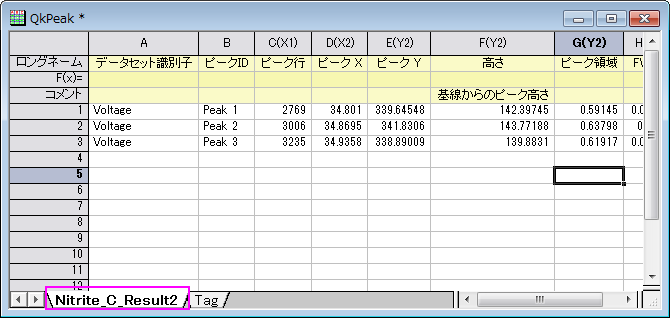 QkPeak *
A B C(X1) D(X2) E(Y2) F(Y2) G(Y2) H
ロングネーム データセット識別子 ピークID ピーク行 ピーク X ピーク Y 高さ ピーク領域 FV
F(x)=
コメント 基線からのピーク高さ
1 Voltage Peak 1 2769 34.801 339.64548 142.39745 0.59145 0.0
2 Voltage Peak 2 3006 34.8695 341.8306 143.77188 0.63798 0
3 Voltage Peak 3 3235 34.9358 338.89009 139.8831 0.61917 0.0
4
5
6
7
8
9
10
11
12
Nitrite_C_Result2 Tag